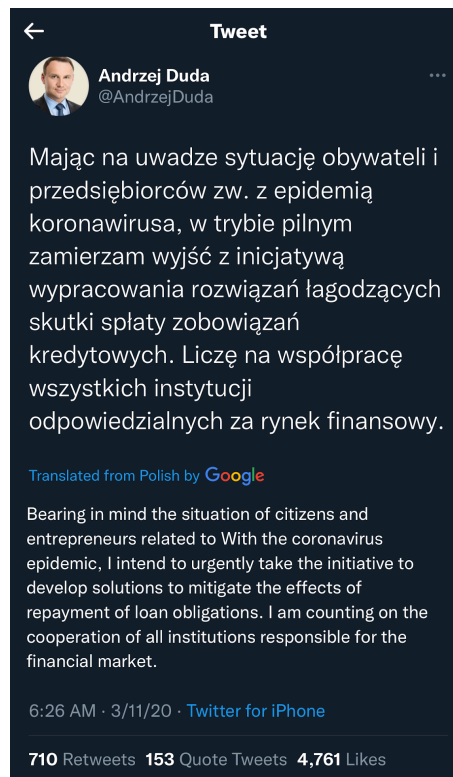 Tweet
Andrzej Duda
@AndrzejDuda
Mając na uwadze sytuację obywateli i
przedsiębiorców zw. z epidemią
koronawirusa, w trybie pilnym
zamierzam wyjść z inicjatywą
wypracowania rozwiązań łagodzących
skutki spłaty zobowiązań
kredytowych. Liczę na współpracę
wszystkich instytucji
odpowiedzialnych za rynek finansowy.
Translated from Polish by Google
Bearing in mind the situation of citizens and
entrepreneurs related to With the coronavirus
epidemic, I intend to urgently take the initiative to
develop solutions to mitigate the effects of
repayment of loan obligations. I am counting on the
cooperation of all institutions responsible for the
financial market.
6:26 AM · 3/11/20 · Twitter for iPhone
710 Retweets 153 Quote Tweets 4,761 Likes